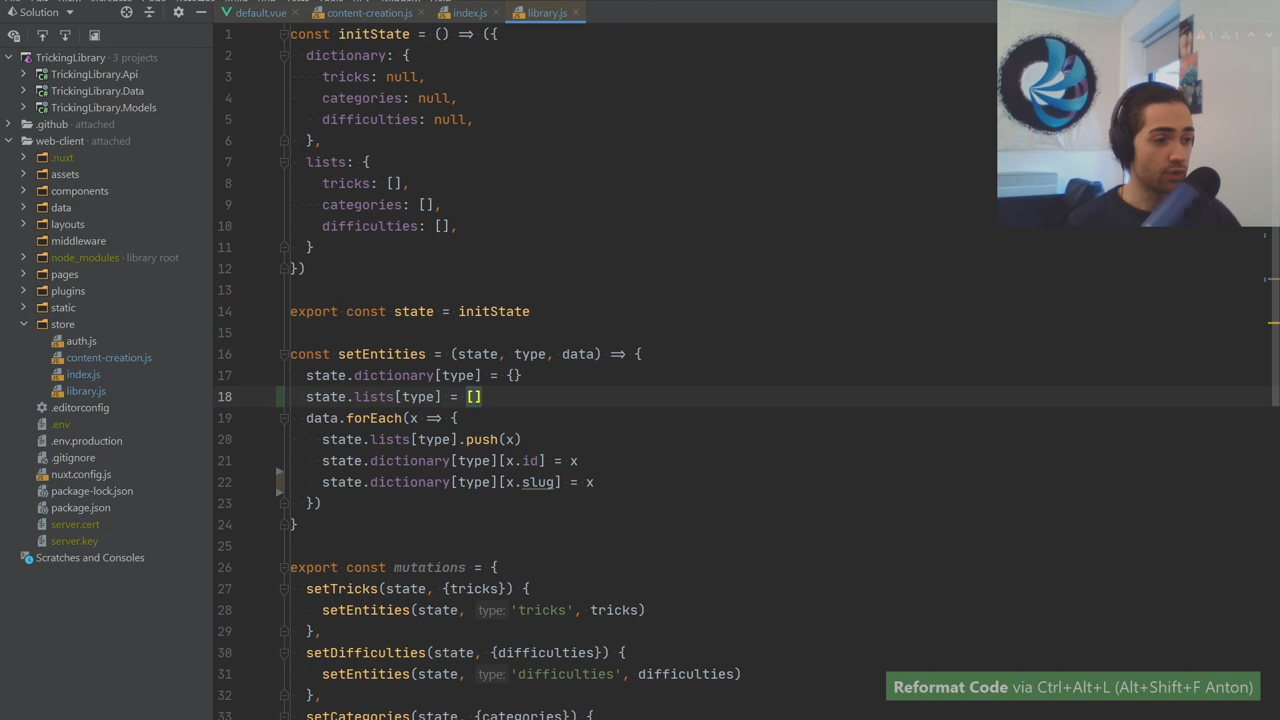 Solution
default.vue
content-creation.js
index.js
library.js
TrickingLibrary · 3 projects
TrickingLibrary.Api
TrickingLibrary.Data
TrickingLibrary.Models
.github attached
web-client attached
.nuxt
assets
components
data
layouts
middleware
node_modules library root
pages
plugins
static
store
auth.js
content-creation.js
index.js
library.js
.editorconfig
.env
.env.production
.gitignore
nuxt.config.js
package-lock.json
package.json
server.cert
server.key
Scratches and Consoles
1 const initState = () => ({
2 dictionary: {
3 tricks: null,
4 categories: null,
5 difficulties: null,
6 },
7 lists: {
8 tricks: [],
9 categories: [],
10 difficulties: [],
11 }
12 })
13
14 export const state = initState
15
16 const setEntities = (state, type, data) => {
17 state.dictionary[type] = {}
18 state.lists[type] = []
19 data.forEach(x => {
20 state.lists[type].push(x)
21 state.dictionary[type][x.id] = x
22 state.dictionary[type][x.slug] = x
23 })
24 }
25
26 export const mutations = {
27 setTricks(state, {tricks}) {
28 setEntities(state, type: 'tricks', tricks)
29 },
30 setDifficulties(state, {difficulties}) {
31 setEntities(state, type: 'difficulties', difficulties)
32 },
33 setCategories(state, {categories}) {
1 1
Reformat Code via Ctrl+Alt+L (Alt+Shift+F Anton)